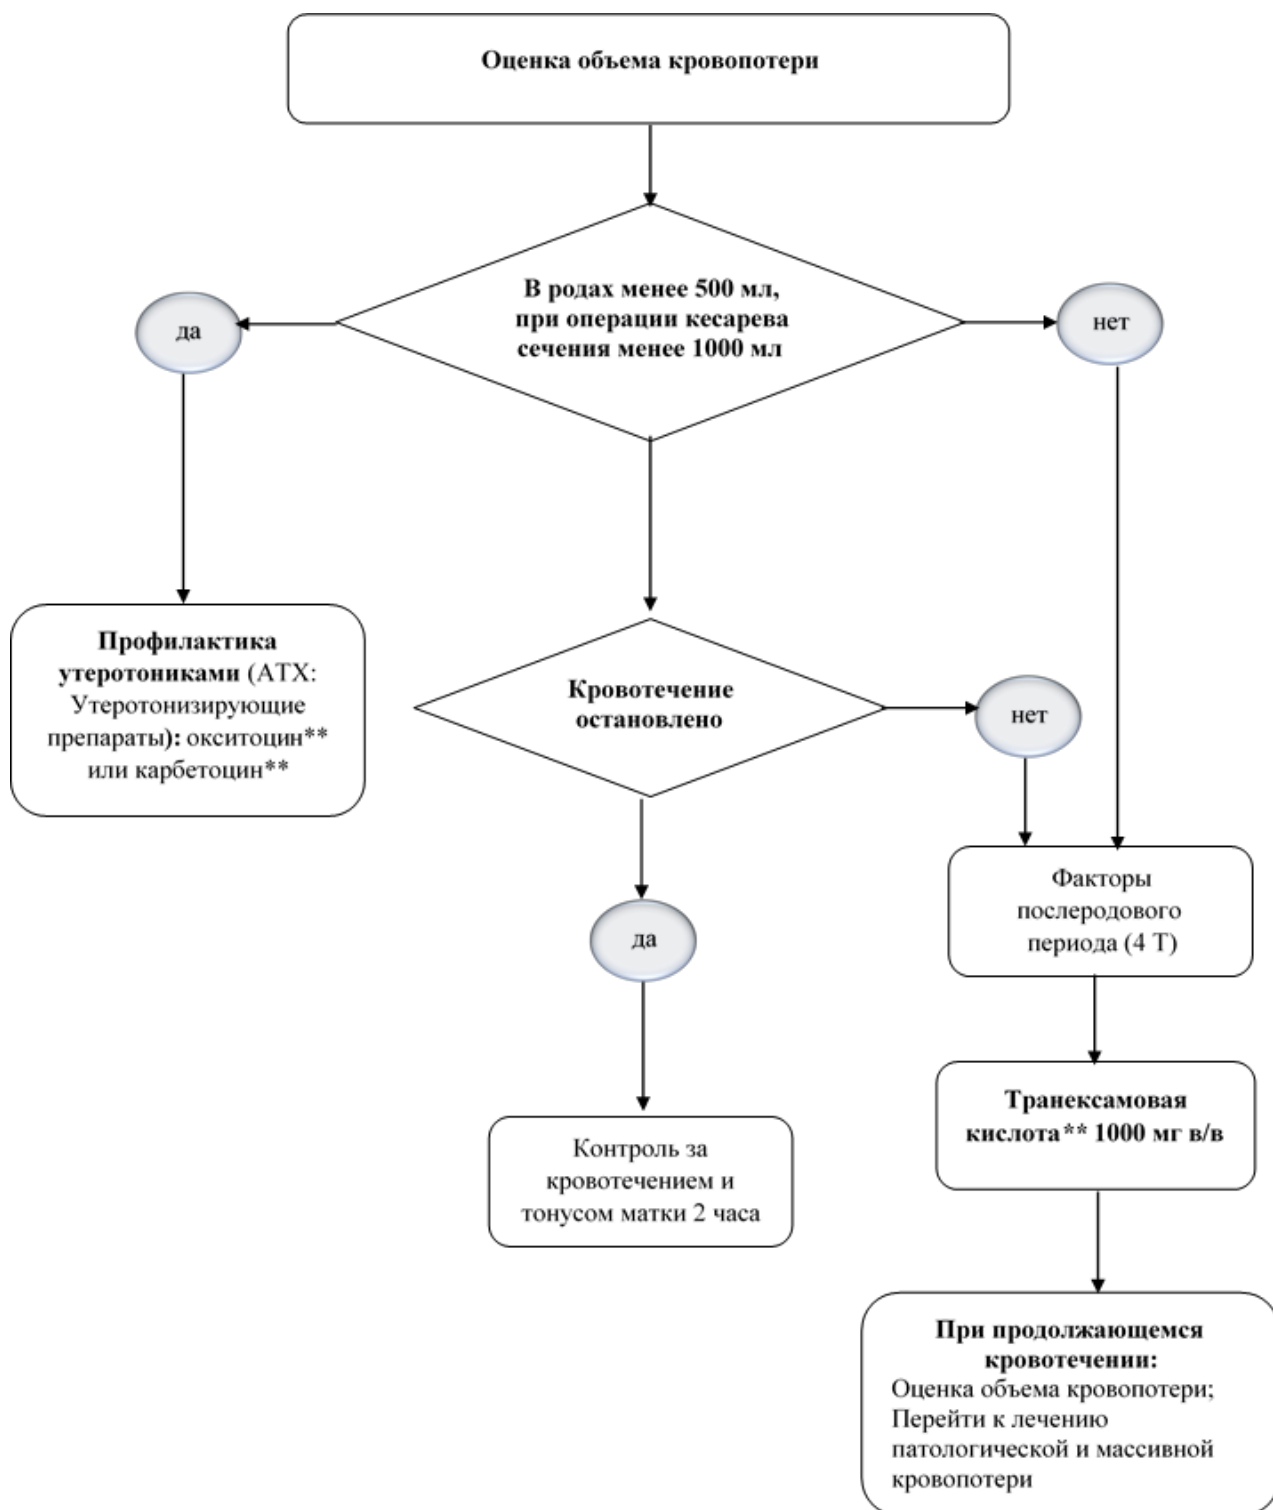 Оценка объема кровопотери
В родах менее 500 мл,
при операции кесарева
сечения менее 1000 мл
да
нет
Профилактика
утеротониками (АТХ:
Утеротонизирующие
препараты): окситоцин**
или карбетоцин**
Кровотечение
остановлено
нет
да
Факторы
послеродового
периода (4 Т)
Контроль за
кровотечением и
тонусом матки 2 часа
Транексамовая
кислота** 1000 мг в/в
При продолжающемся
кровотечении:
Оценка объема кровопотери;
Перейти к лечению
патологической и массивной
кровопотери